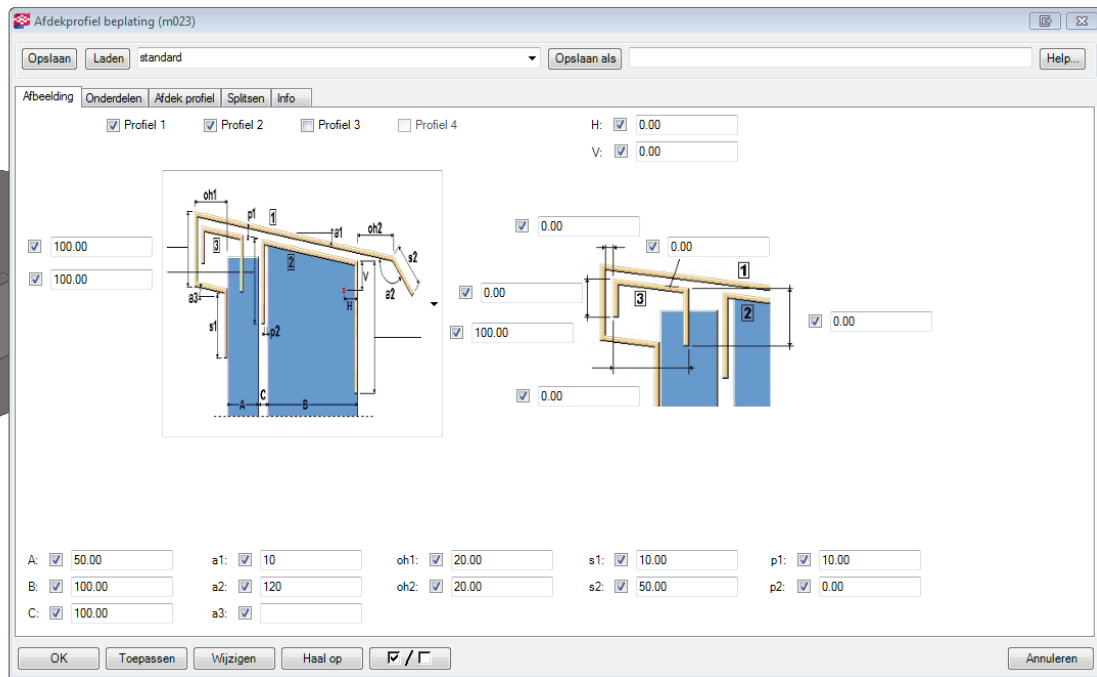 Afdekprofiel beplating (m023)
Opslaan Laden standard Opslaan als Help...
Afbeelding Onderdelen Afdek profiel Splitsen Info
Profiel 1 Profiel 2 Profiel 3 Profiel 4 H: 0.00
V: 0.00
oh1
p1 1 a1 oh2 s2
3 2 V
a3 H a2
s1 p2
C
A B
100.00
100.00
0.00
0.00
0.00
100.00
0.00
0.00
1
3
2
A: 50.00 a1: 10 oh1: 20.00 s1: 10.00 p1: 10.00
B: 100.00 a2: 120 oh2: 20.00 s2: 50.00 p2: 0.00
C: 100.00 a3:
OK Toepassen Wijzigen Haal op / Annuleren